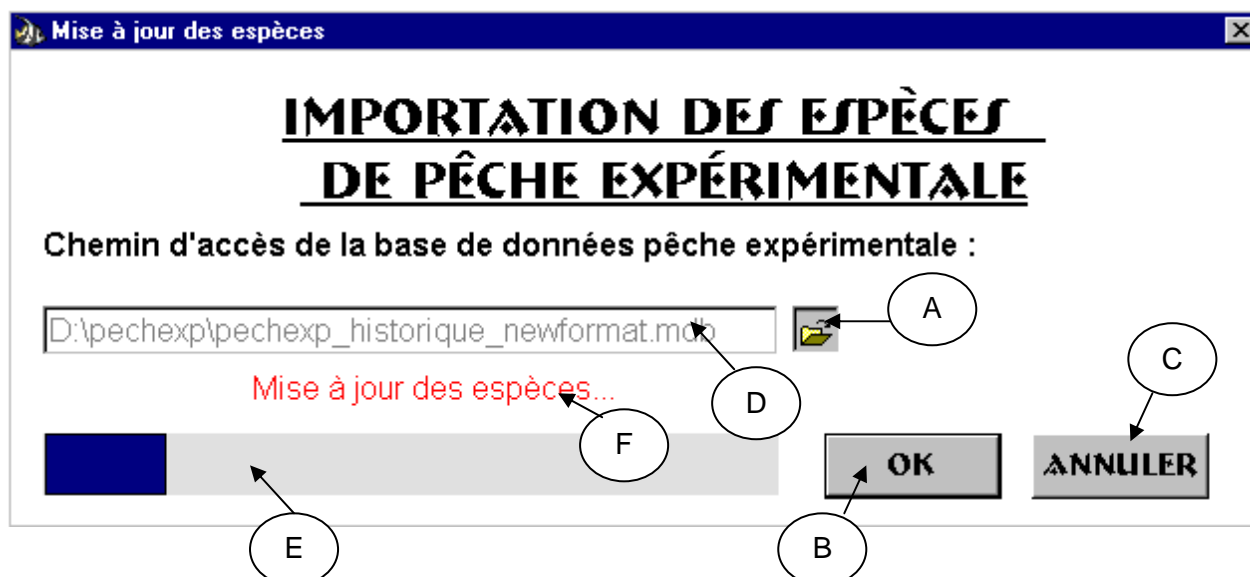 Mise à jour des espèces
IMPORTATION DES ESPÈCES
DE PÊCHE EXPÉRIMENTALE
Chemin d'accès de la base de données pêche expérimentale :
D:\pechexp\pechexp_historique_newformat.mdb
A
C
Mise à jour des espèces...
D
F
OK
ANNULER
E
B